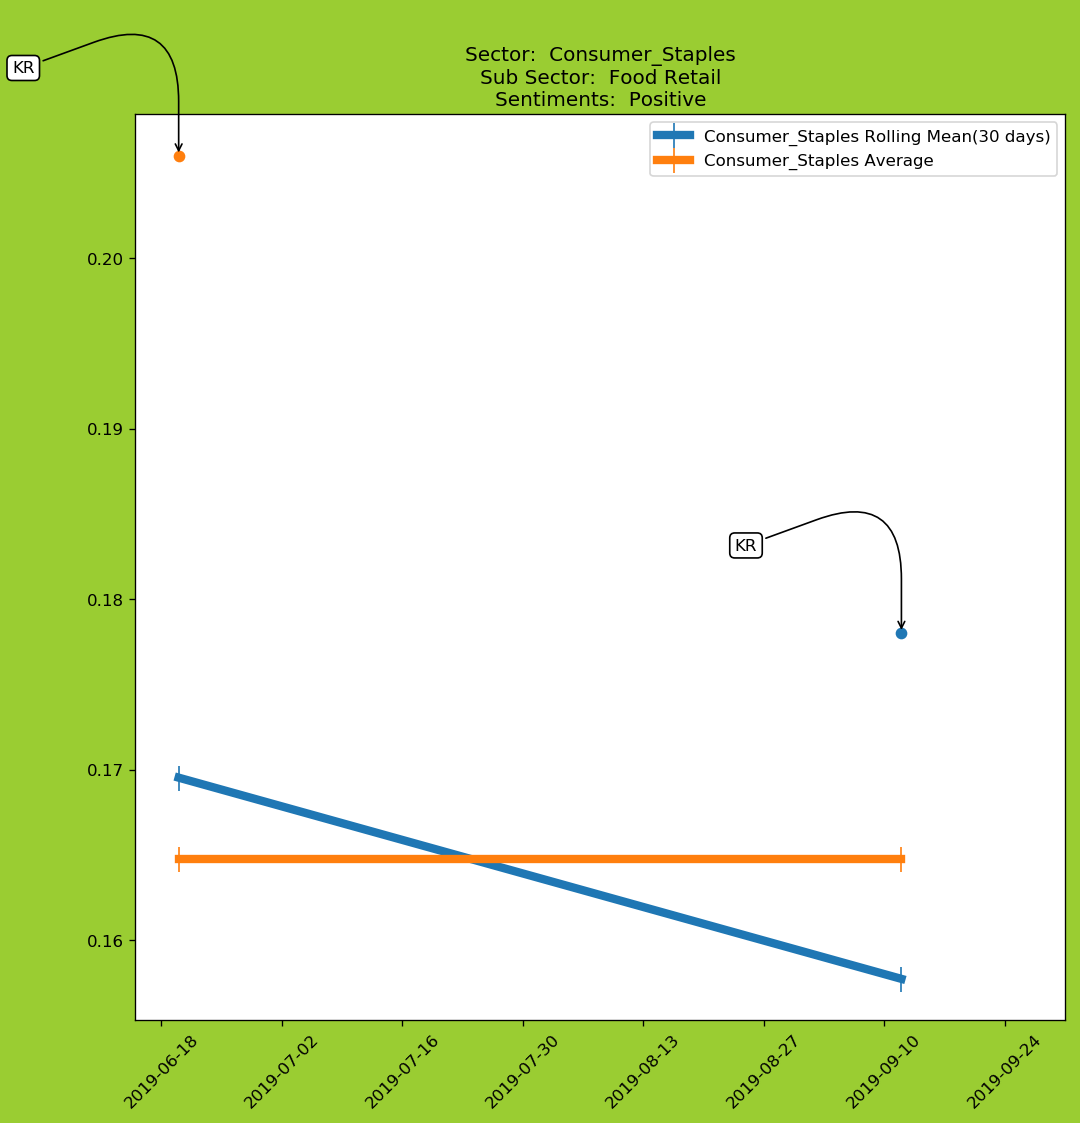 KR
Sector:  Consumer_Staples
Sub Sector:  Food Retail
Sentiments:  Positive
Consumer_Staples Rolling Mean(30 days)
Consumer_Staples Average
0.20
0.19
KR
0.18
0.17
0.16
2019-06-18
2019-07-02
2019-07-16
2019-07-30
2019-08-13
2019-08-27
2019-09-10
2019-09-24